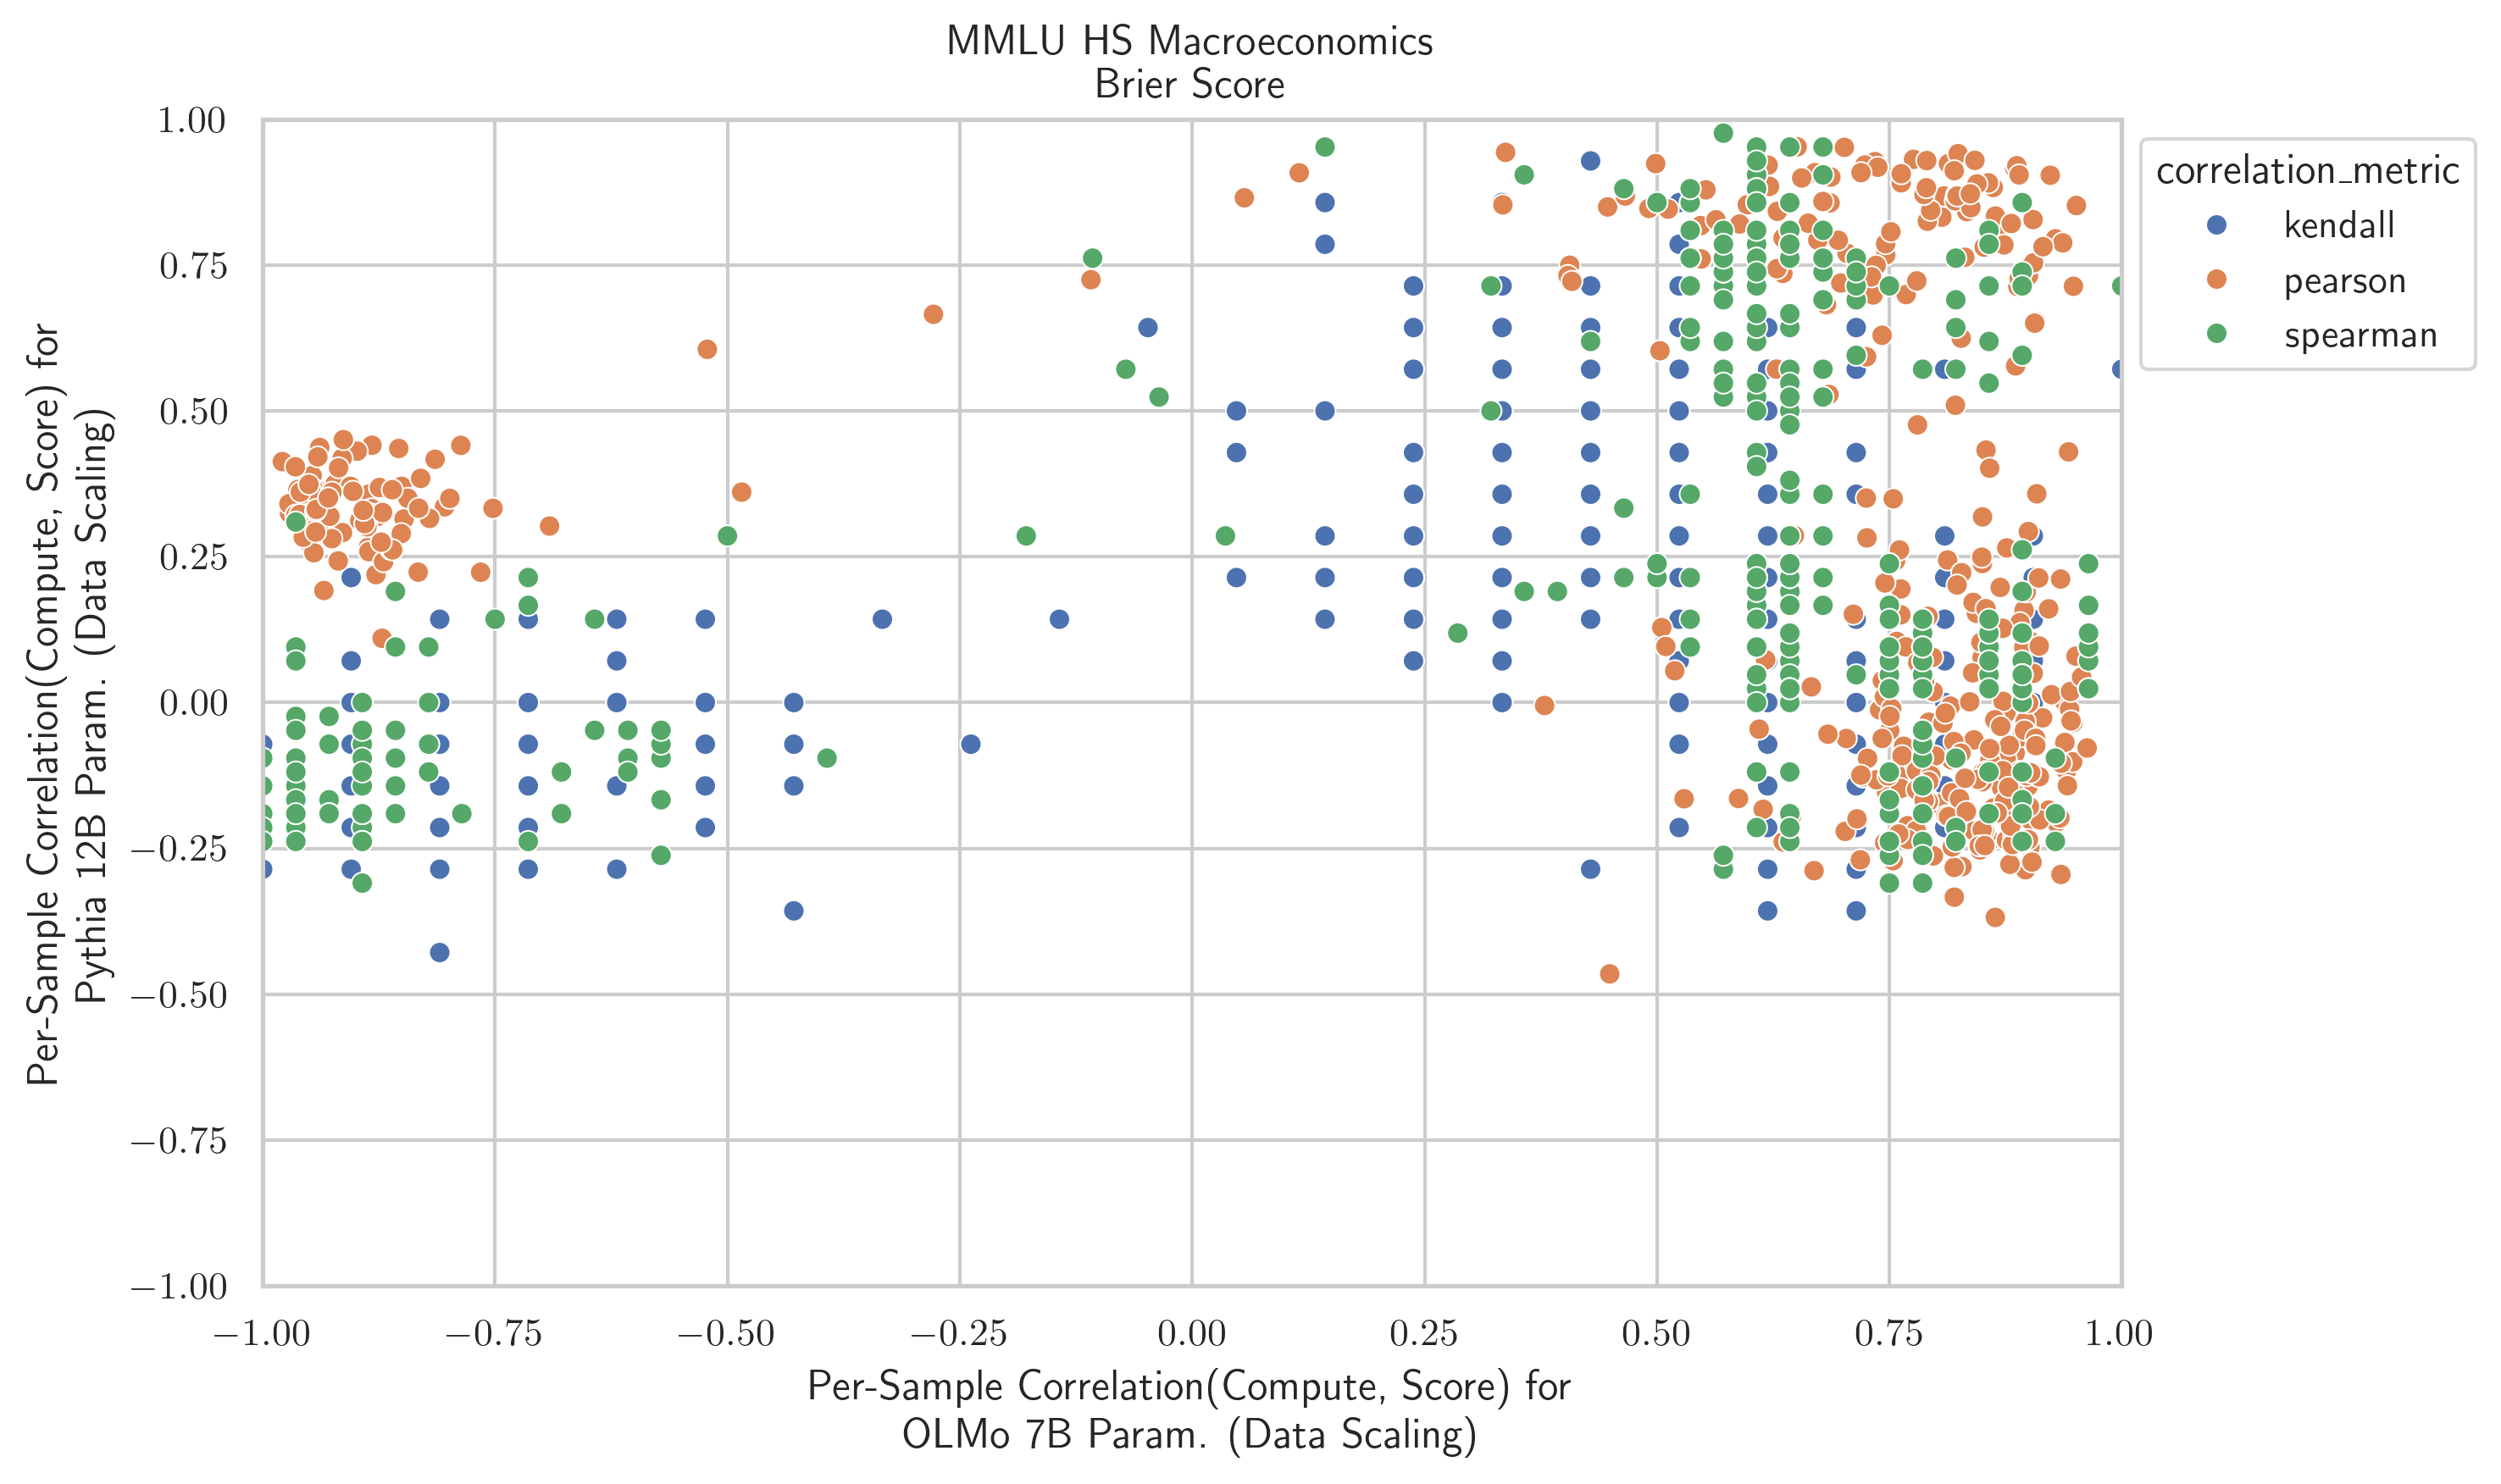 MMLU HS Macroeconomics
Brier Score
Per-Sample Correlation(Compute, Score) for
Pythia 12B Param. (Data Scaling)
1.00
0.75
0.50
0.25
0.00
−0.25
−0.50
−0.75
−1.00
−1.00
−0.75
−0.50
−0.25
0.00
0.25
0.50
0.75
1.00
Per-Sample Correlation(Compute, Score) for
OLMo 7B Param. (Data Scaling)
correlation_metric
kendall
pearson
spearman